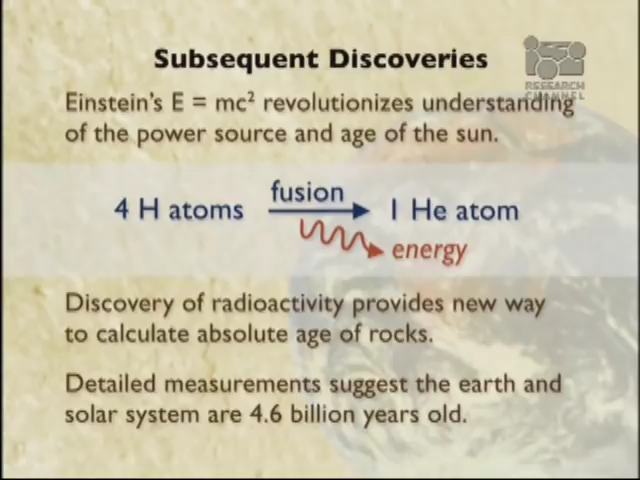 Subsequent Discoveries
RESEARCH
CHANNEL
Einstein's E = mc² revolutionizes understanding
of the power source and age of the sun.
fusion
4 H atoms 1 He atom
energy
Discovery of radioactivity provides new way
to calculate absolute age of rocks.
Detailed measurements suggest the earth and
solar system are 4.6 billion years old.